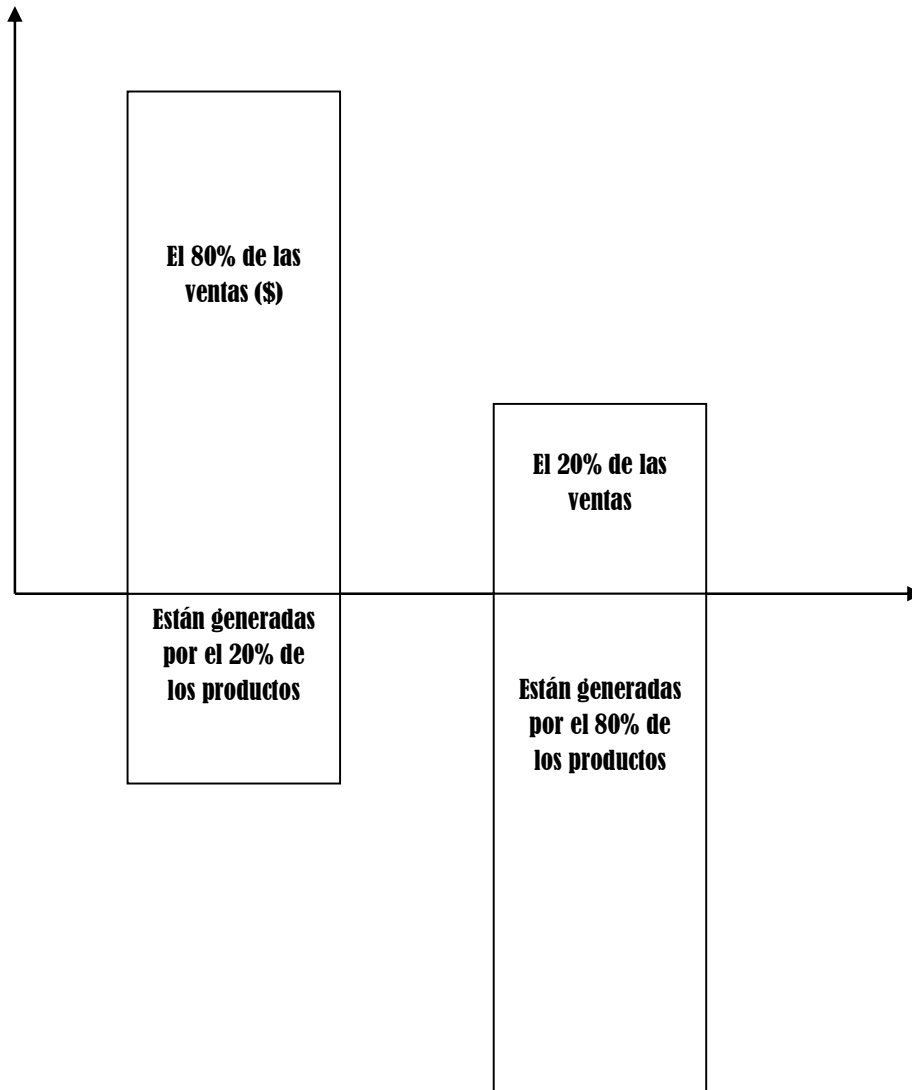 El 80% de las
ventas ($)
Están generadas
por el 20% de
los productos
El 20% de las
ventas
Están generadas
por el 80% de
los productos